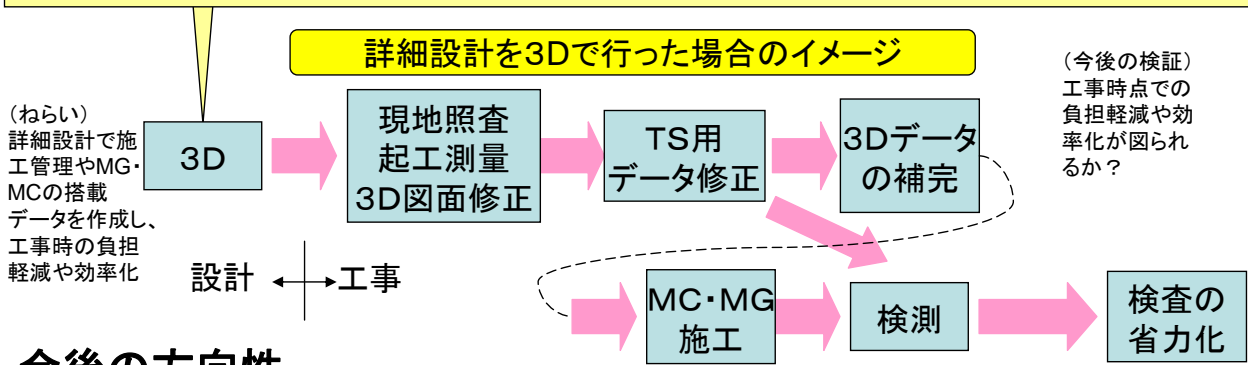 詳細設計を3Dで行った場合のイメージ
(ねらい)
詳細設計で施
工管理やMG・
MCの搭載
データを作成し、
工事時の負担
軽減や効率化
3D
現地照査
起工測量
3D図面修正
TS用
データ修正
3Dデータ
の補完
(今後の検証)
工事時点での
負担軽減や効
率化が図られ
るか?
設計
工事
MC・MG
施工
検測
検査の
省力化
今後の方向性